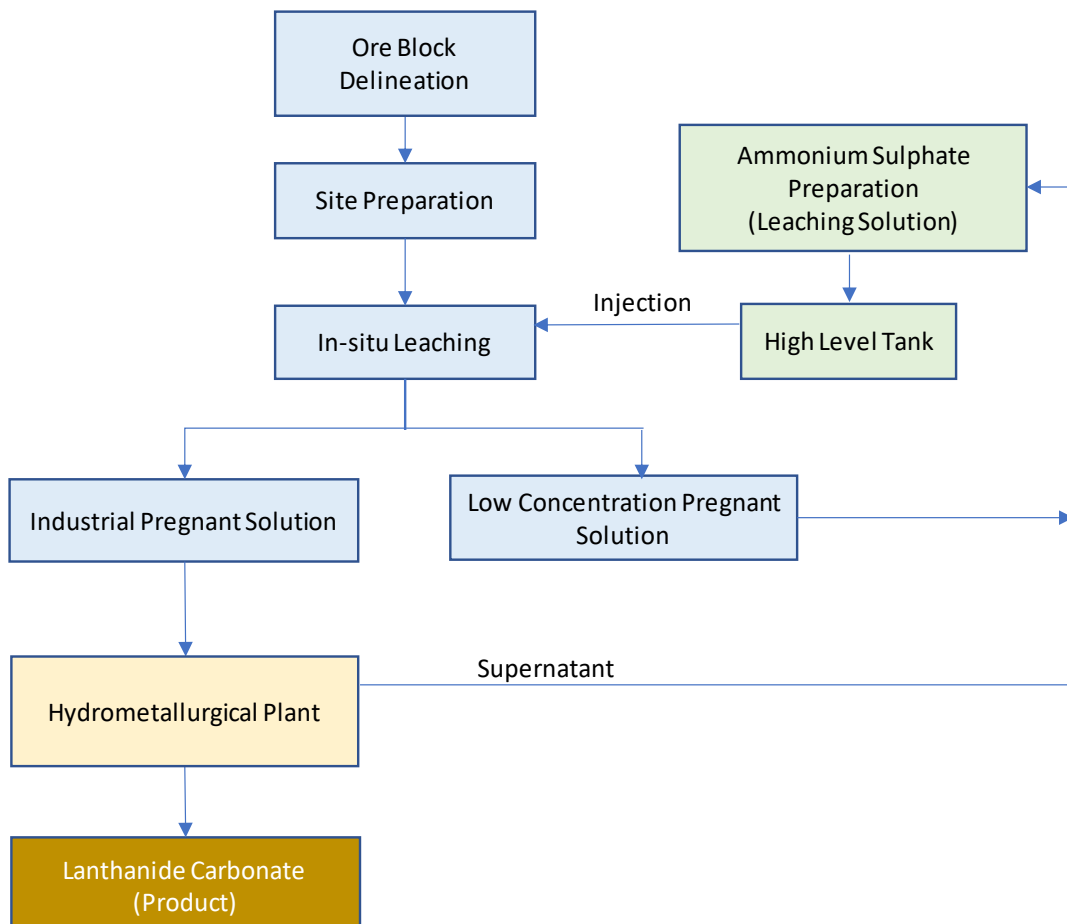 Ore Block
Delineation
Ammonium Sulphate
Preparation
(Leaching Solution)
Site Preparation
Injection
In-situ Leaching
High Level Tank
Industrial Pregnant Solution
Low Concentration Pregnant
Solution
Supernatant
Hydrometallurgical Plant
Lanthanide Carbonate
(Product)